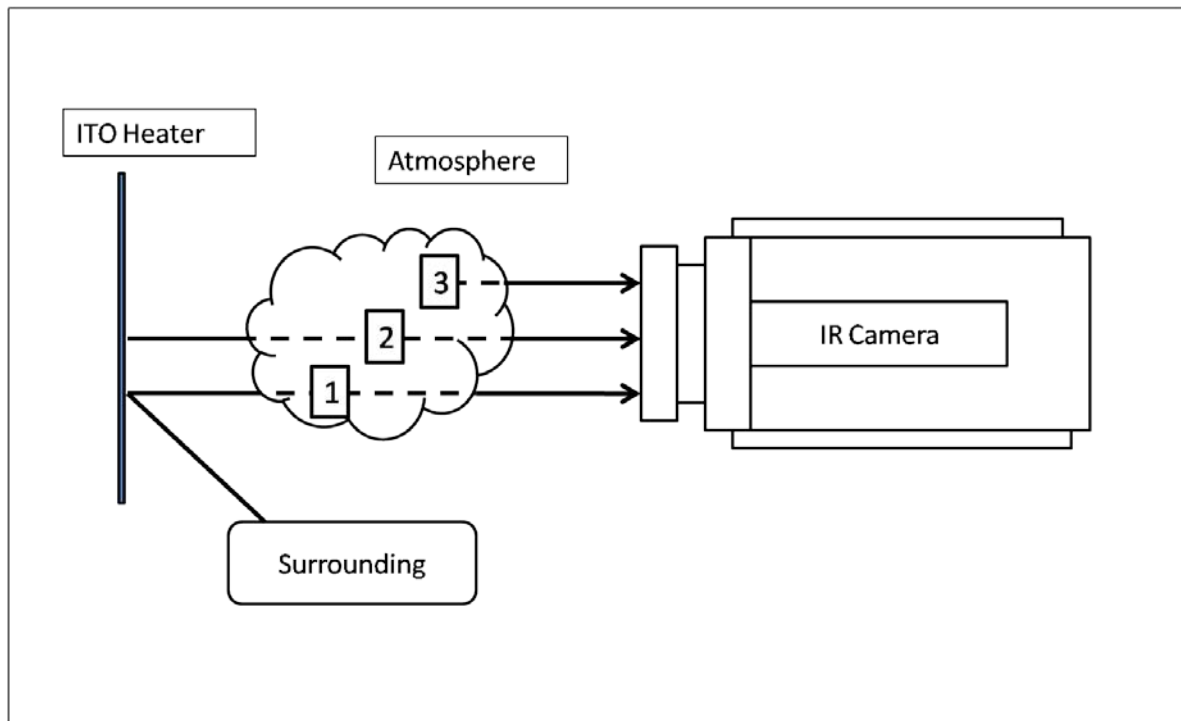 ITO Heater
Atmosphere
3
2
IR Camera
1
Surrounding